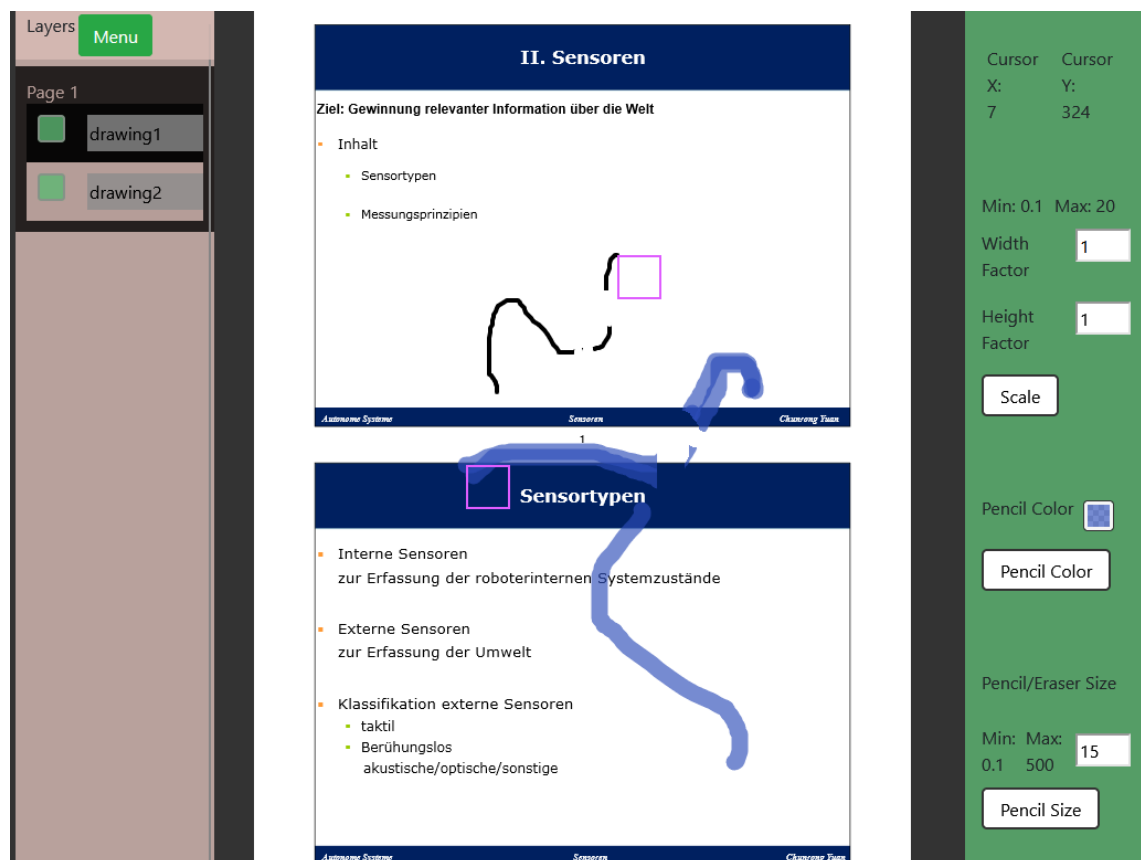 Layers
Menu
Page 1
drawing1
drawing2
II. Sensoren
Ziel: Gewinnung relevanter Information über die Welt
Inhalt
Sensortypen
Messungsprinzipien
Autonome Systeme
Sensoren
Chunrong Yuan
1
Sensortypen
Interne Sensoren
zur Erfassung der roboterinternen Systemzustände
Externe Sensoren
zur Erfassung der Umwelt
Klassifikation externe Sensoren
taktil
Berühungslos
akustische/optische/sonstige
Autonome Systeme
Sensoren
Chunrong Yuan
Cursor X: 7
Cursor Y: 324
Min: 0.1 Max: 20
Width Factor
1
Height Factor
1
Scale
Pencil Color
Pencil Color
Pencil/Eraser Size
Min: 0.1
Max: 500
15
Pencil Size